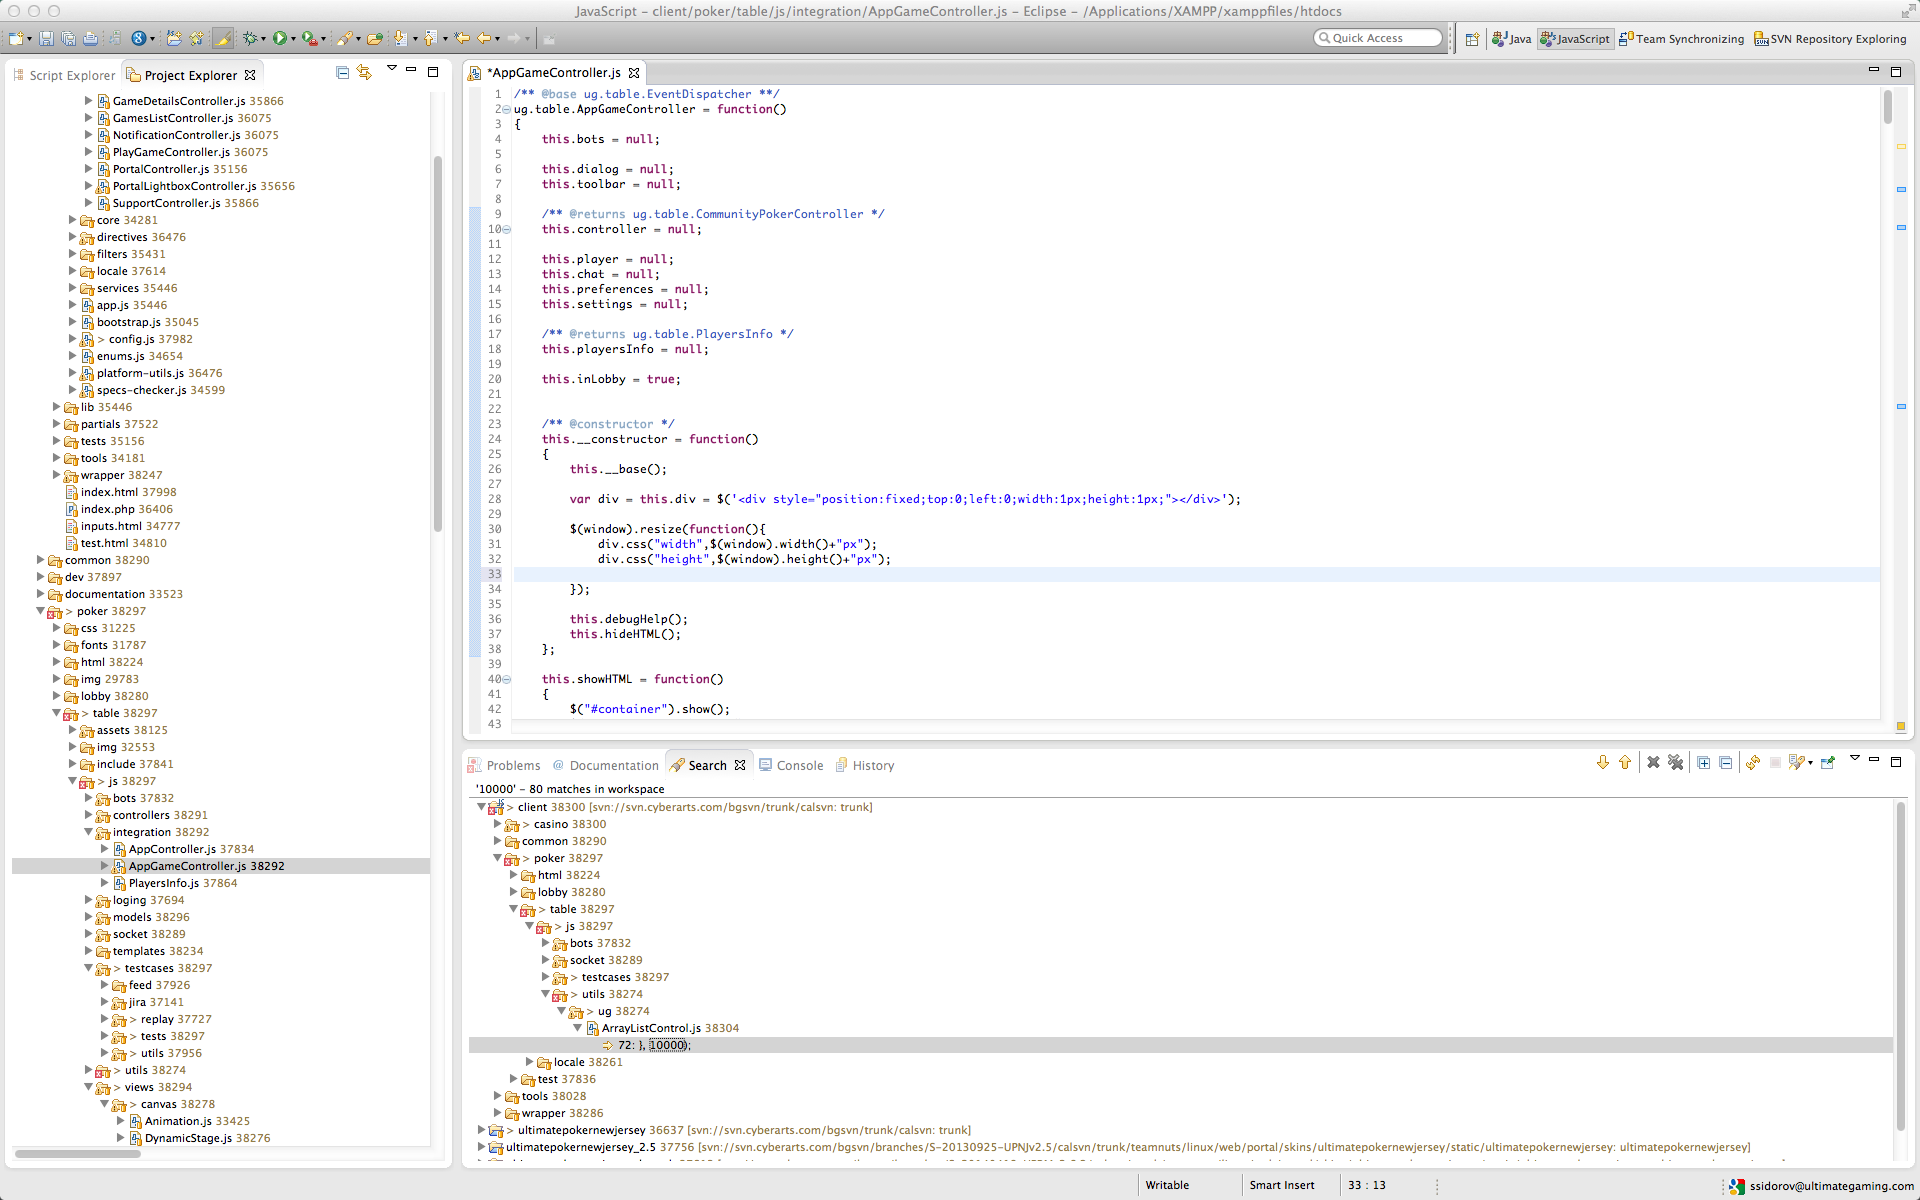 JavaScript – client/poker/table/js/integration/AppGameController.js – Eclipse – /Applications/XAMPP/xamppfiles/htdocs
Quick Access
Java
JavaScript
Team Synchronizing
SVN Repository Exploring
Script Explorer
Project Explorer
GameDetailsController.js 35866
GamesListController.js 36075
NotificationController.js 36075
PlayGameController.js 36075
PortalController.js 35156
PortalLightboxController.js 35656
SupportController.js 35866
core 34281
directives 36476
filters 35431
locale 37614
services 35446
app.js 35446
bootstrap.js 35045
> config.js 37982
enums.js 34654
platform-utils.js 36476
specs-checker.js 34599
lib 35446
partials 37522
tests 35156
tools 34181
wrapper 38247
index.html 37998
index.php 36406
inputs.html 34777
test.html 34810
common 38290
dev 37897
documentation 33523
> poker 38297
css 31225
fonts 31787
html 38224
img 29783
lobby 38280
> table 38297
assets 38125
img 32553
include 37841
> js 38297
bots 37832
controllers 38291
integration 38292
AppController.js 37834
AppGameController.js 38292
PlayersInfo.js 37864
loging 37694
models 38296
socket 38289
templates 38234
> testcases 38297
feed 37926
jira 37141
> replay 37727
> tests 38297
> utils 37956
> utils 38274
> views 38294
> canvas 38278
Animation.js 33425
DynamicStage.js 38276
*AppGameController.js
1 /** @base ug.table.EventDispatcher **/
2 ug.table.AppGameController = function()
3 {
4 this.bots = null;
5
6 this.dialog = null;
7 this.toolbar = null;
8
9 /** @returns ug.table.CommunityPokerController */
10 this.controller = null;
11
12 this.player = null;
13 this.chat = null;
14 this.preferences = null;
15 this.settings = null;
16
17 /** @returns ug.table.PlayersInfo */
18 this.playersInfo = null;
19
20 this.inLobby = true;
21
22
23 /** @constructor */
24 this.__constructor = function()
25 {
26 this.__base();
27
28 var div = this.div = $('<div style="position:fixed;top:0;left:0;width:1px;height:1px;"></div>');
29
30 $(window).resize(function(){
31 div.css("width",$(window).width()+"px");
32 div.css("height",$(window).height()+"px");
33
34 });
35
36 this.debugHelp();
37 this.hideHTML();
38 };
39
40 this.showHTML = function()
41 {
42 $("#container").show();
43
Problems
@ Documentation
Search
Console
History
'10000' – 80 matches in workspace
> client 38300 [svn://svn.cyberarts.com/bgsvn/trunk/calsvn: trunk]
> casino 38300
common 38290
> poker 38297
html 38224
lobby 38280
> table 38297
> js 38297
bots 37832
socket 38289
> testcases 38297
> utils 38274
> ug 38274
ArrayListControl.js 38304
72: }, 10000);
locale 38261
test 37836
tools 38028
wrapper 38286
> ultimatepokernewjersey 36637 [svn://svn.cyberarts.com/bgsvn/trunk/calsvn: trunk]
ultimatepokernewjersey_2.5 37756 [svn://svn.cyberarts.com/bgsvn/branches/S-20130925-UPNJv2.5/calsvn/trunk/teamnuts/linux/web/portal/skins/ultimatepokernewjersey/static/ultimatepokernewjersey: ultimatepokernewjersey]
Writable
Smart Insert
33 : 13
ssidorov@ultimategaming.com